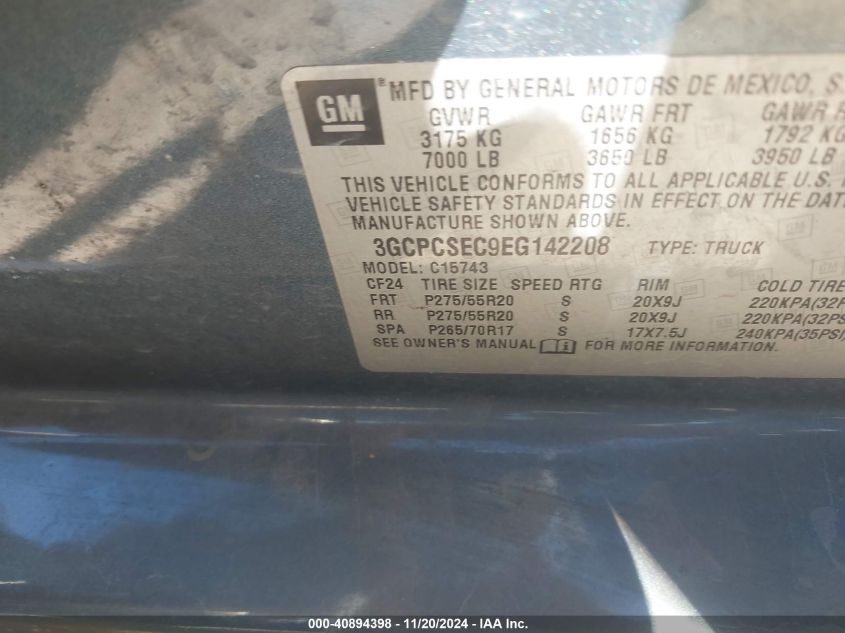 GM ® MFD BY GENERAL MOTORS DE MEXICO, S.
GVWR GAWR FRT GAWR R
3175 KG 1656 KG 1792 KG
7000 LB 3650 LB 3950 LB
THIS VEHICLE CONFORMS TO ALL APPLICABLE U.S.
VEHICLE SAFETY STANDARDS IN EFFECT ON THE DAT
MANUFACTURE SHOWN ABOVE.
3GCPCSEC9EG142208 TYPE: TRUCK
MODEL: C15743
CF24 TIRE SIZE SPEED RTG RIM COLD TIRE
FRT P275/55R20 S 20X9J 220KPA(32P
RR P275/55R20 S 20X9J 220KPA(32PS
SPA P265/70R17 S 17X7.5J 240KPA(35PSI)
SEE OWNER'S MANUAL FOR MORE INFORMATION.
000-40894398 - 11/20/2024 - IAA Inc.